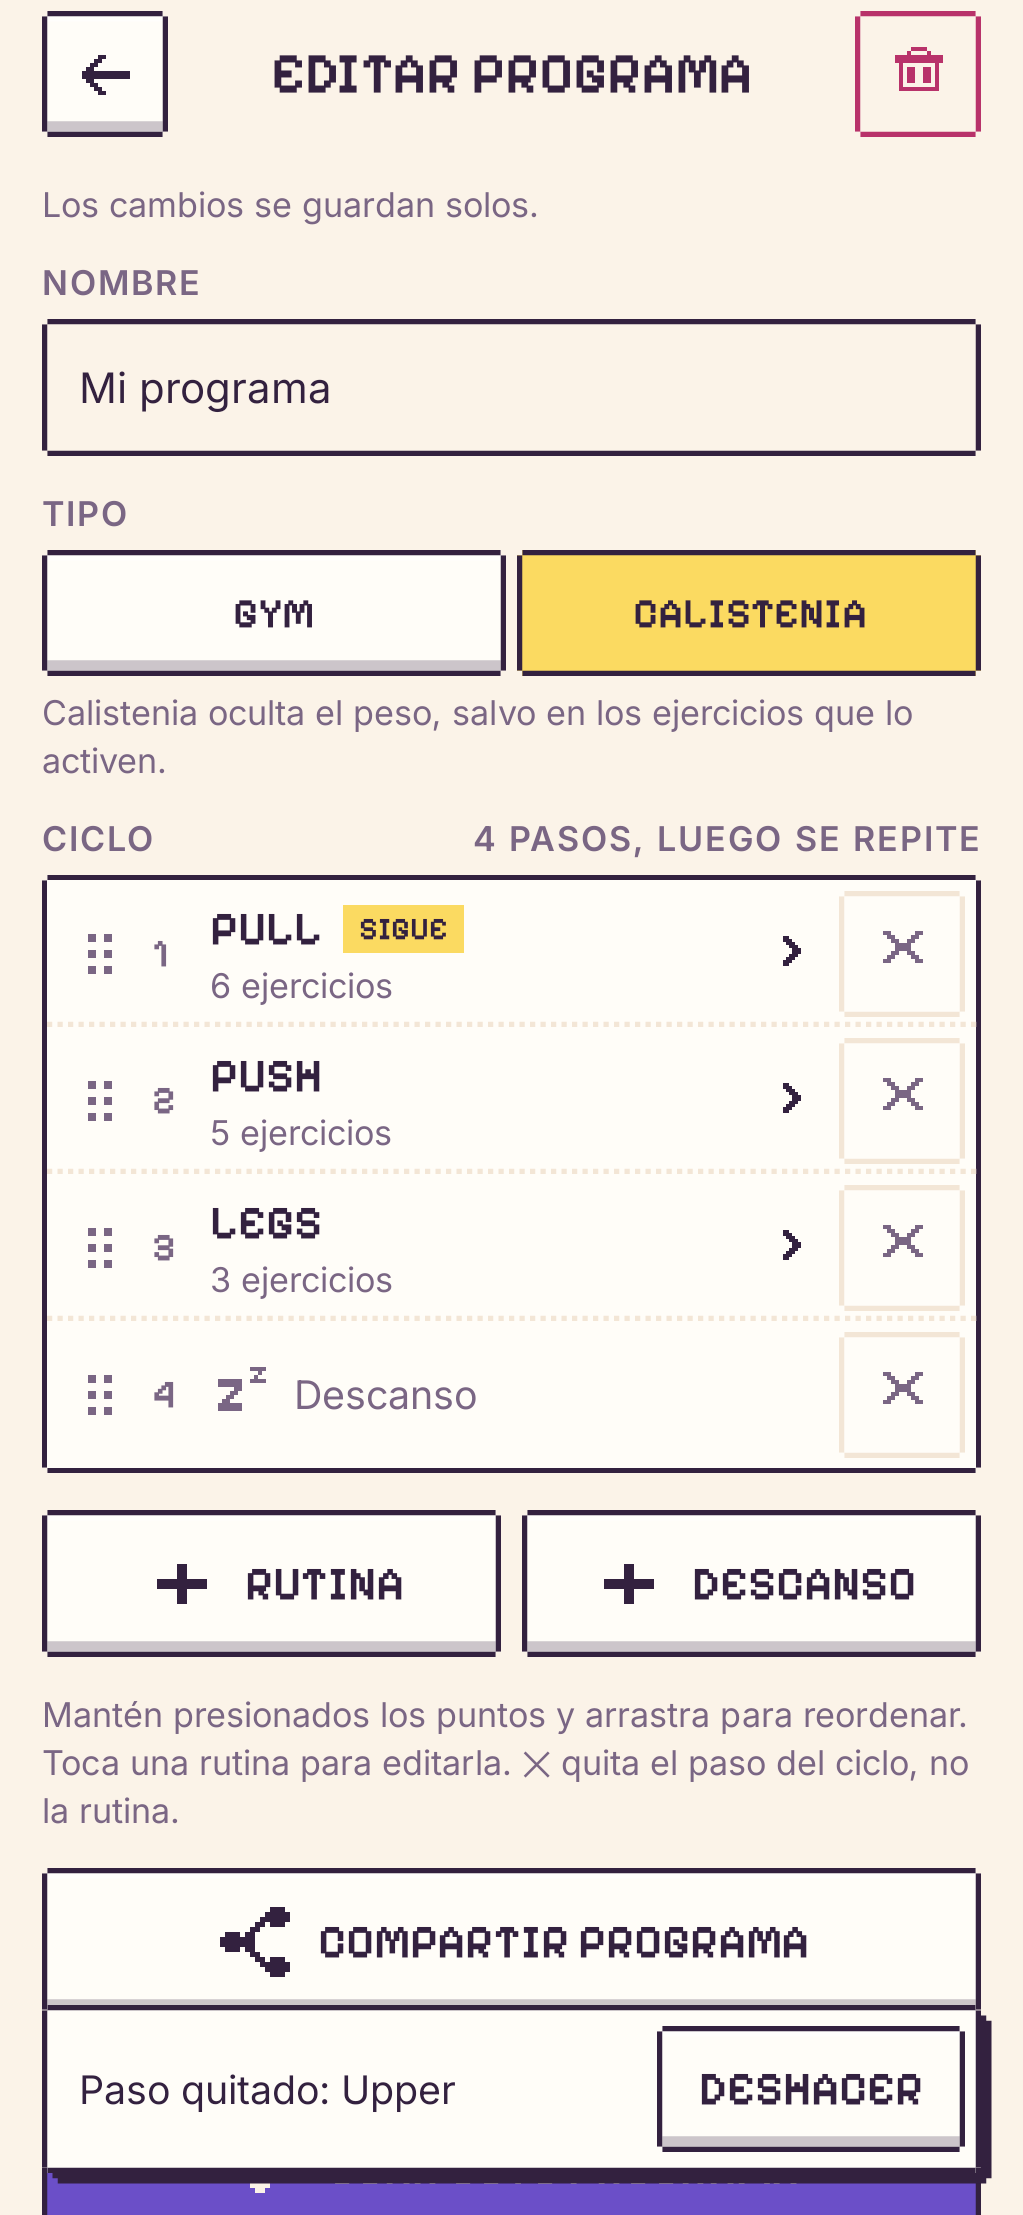 EDITAR PROGRAMA
Los cambios se guardan solos.
NOMBRE
Mi programa
TIPO
GYM
CALISTENIA
Calistenia oculta el peso, salvo en los ejercicios que lo
activen.
CICLO
4 PASOS, LUEGO SE REPITE
1 PULL SIGUE
6 ejercicios
2 PUSH
5 ejercicios
3 LEGS
3 ejercicios
4 Descanso
RUTINA
DESCANSO
Mantén presionados los puntos y arrastra para reordenar.
Toca una rutina para editarla. ✕ quita el paso del ciclo, no
la rutina.
COMPARTIR PROGRAMA
Paso quitado: Upper
DESHACER